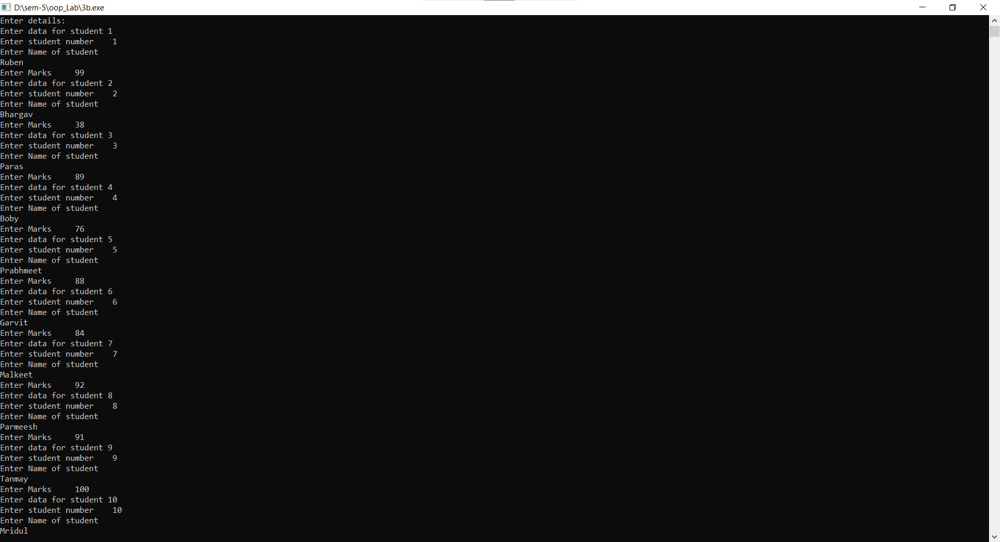 D:\sem-5\oop_Lab\3b.exe
Enter details:
Enter data for student 1
Enter student number    1
Enter Name of student
Ruben
Enter Marks     99
Enter data for student 2
Enter student number    2
Enter Name of student
Bhargav
Enter Marks     38
Enter data for student 3
Enter student number    3
Enter Name of student
Paras
Enter Marks     89
Enter data for student 4
Enter student number    4
Enter Name of student
Boby
Enter Marks     76
Enter data for student 5
Enter student number    5
Enter Name of student
Prabhmeet
Enter Marks     88
Enter data for student 6
Enter student number    6
Enter Name of student
Garvit
Enter Marks     84
Enter data for student 7
Enter student number    7
Enter Name of student
Malkeet
Enter Marks     92
Enter data for student 8
Enter student number    8
Enter Name of student
Parmeesh
Enter Marks     91
Enter data for student 9
Enter student number    9
Enter Name of student
Tanmay
Enter Marks     100
Enter data for student 10
Enter student number    10
Enter Name of student
Mridul